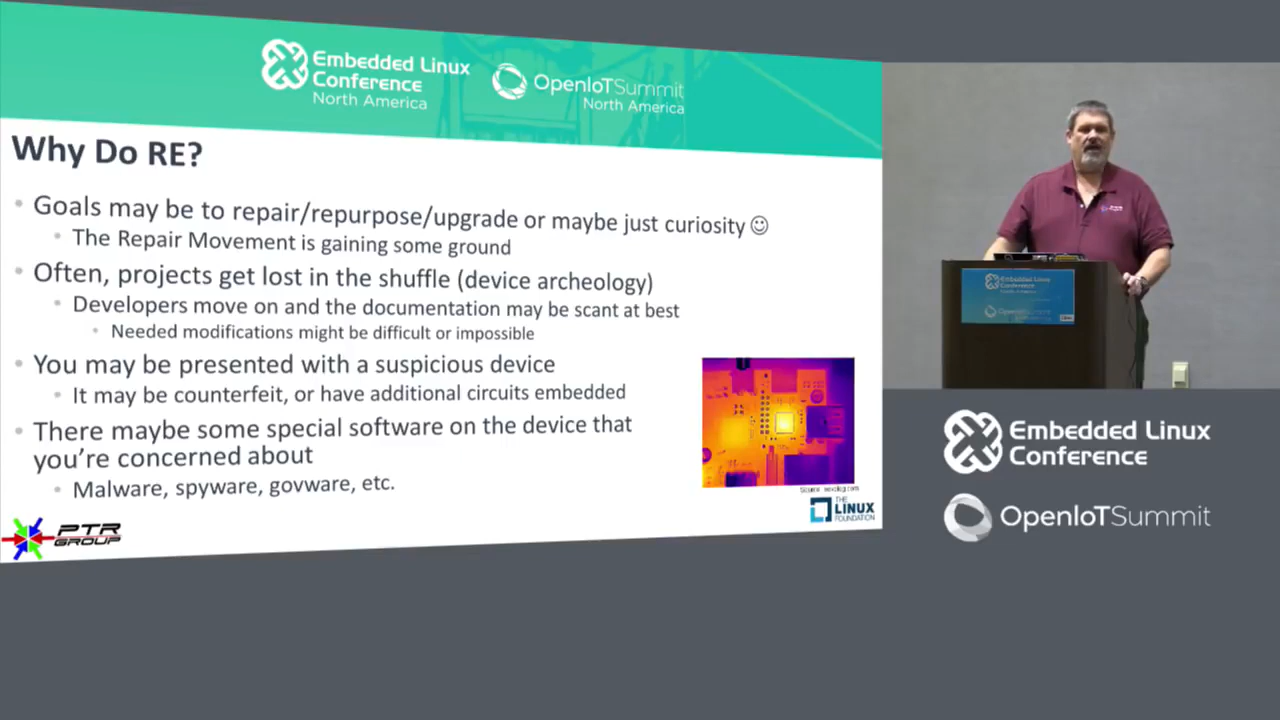 Embedded Linux
Conference
North America
OpenIoTSummit
North America
Why Do RE?
Goals may be to repair/repurpose/upgrade or maybe just curiosity ☺
The Repair Movement is gaining some ground
Often, projects get lost in the shuffle (device archeology)
Developers move on and the documentation may be scant at best
Needed modifications might be difficult or impossible
You may be presented with a suspicious device
It may be counterfeit, or have additional circuits embedded
There maybe some special software on the device that
you're concerned about
Malware, spyware, govware, etc.
PTR
GROUP
THE
LINUX
FOUNDATION
Embedded Linux
Conference
Embedded Linux
Conference
OpenIoTSummit